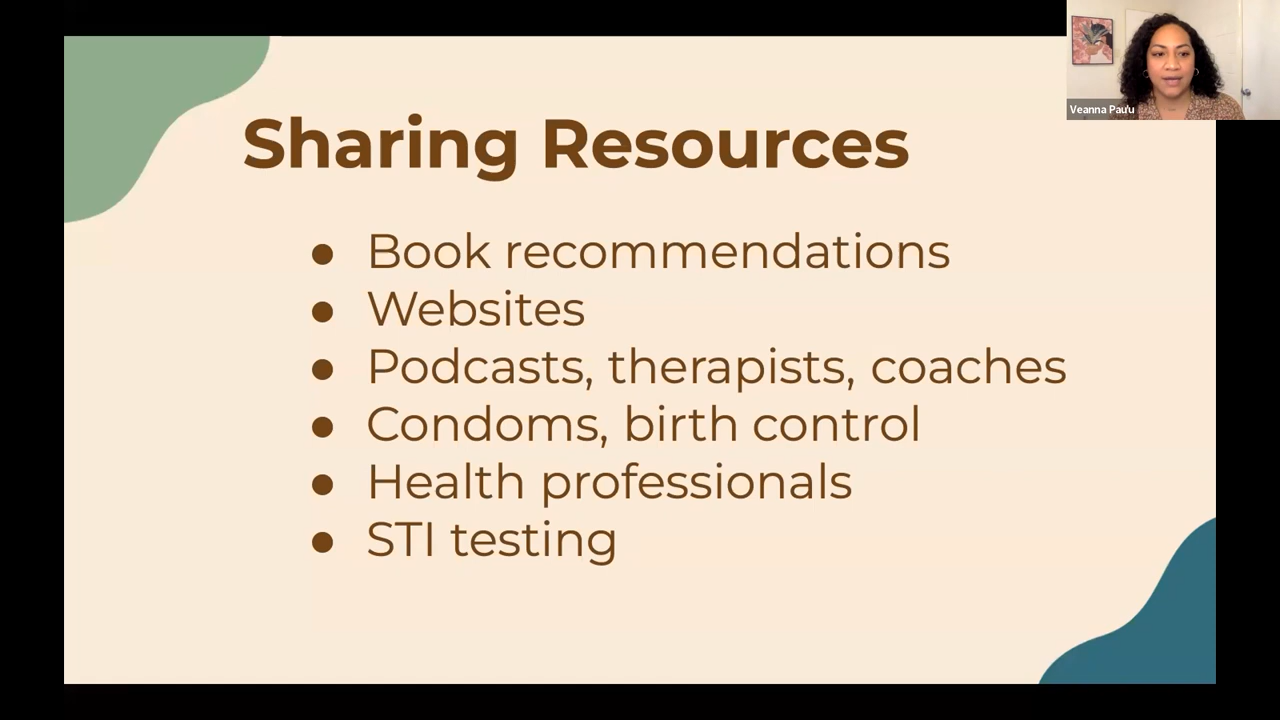 Sharing Resources
● Book recommendations
● Websites
● Podcasts, therapists, coaches
● Condoms, birth control
● Health professionals
● STI testing
Veanna Pau'u